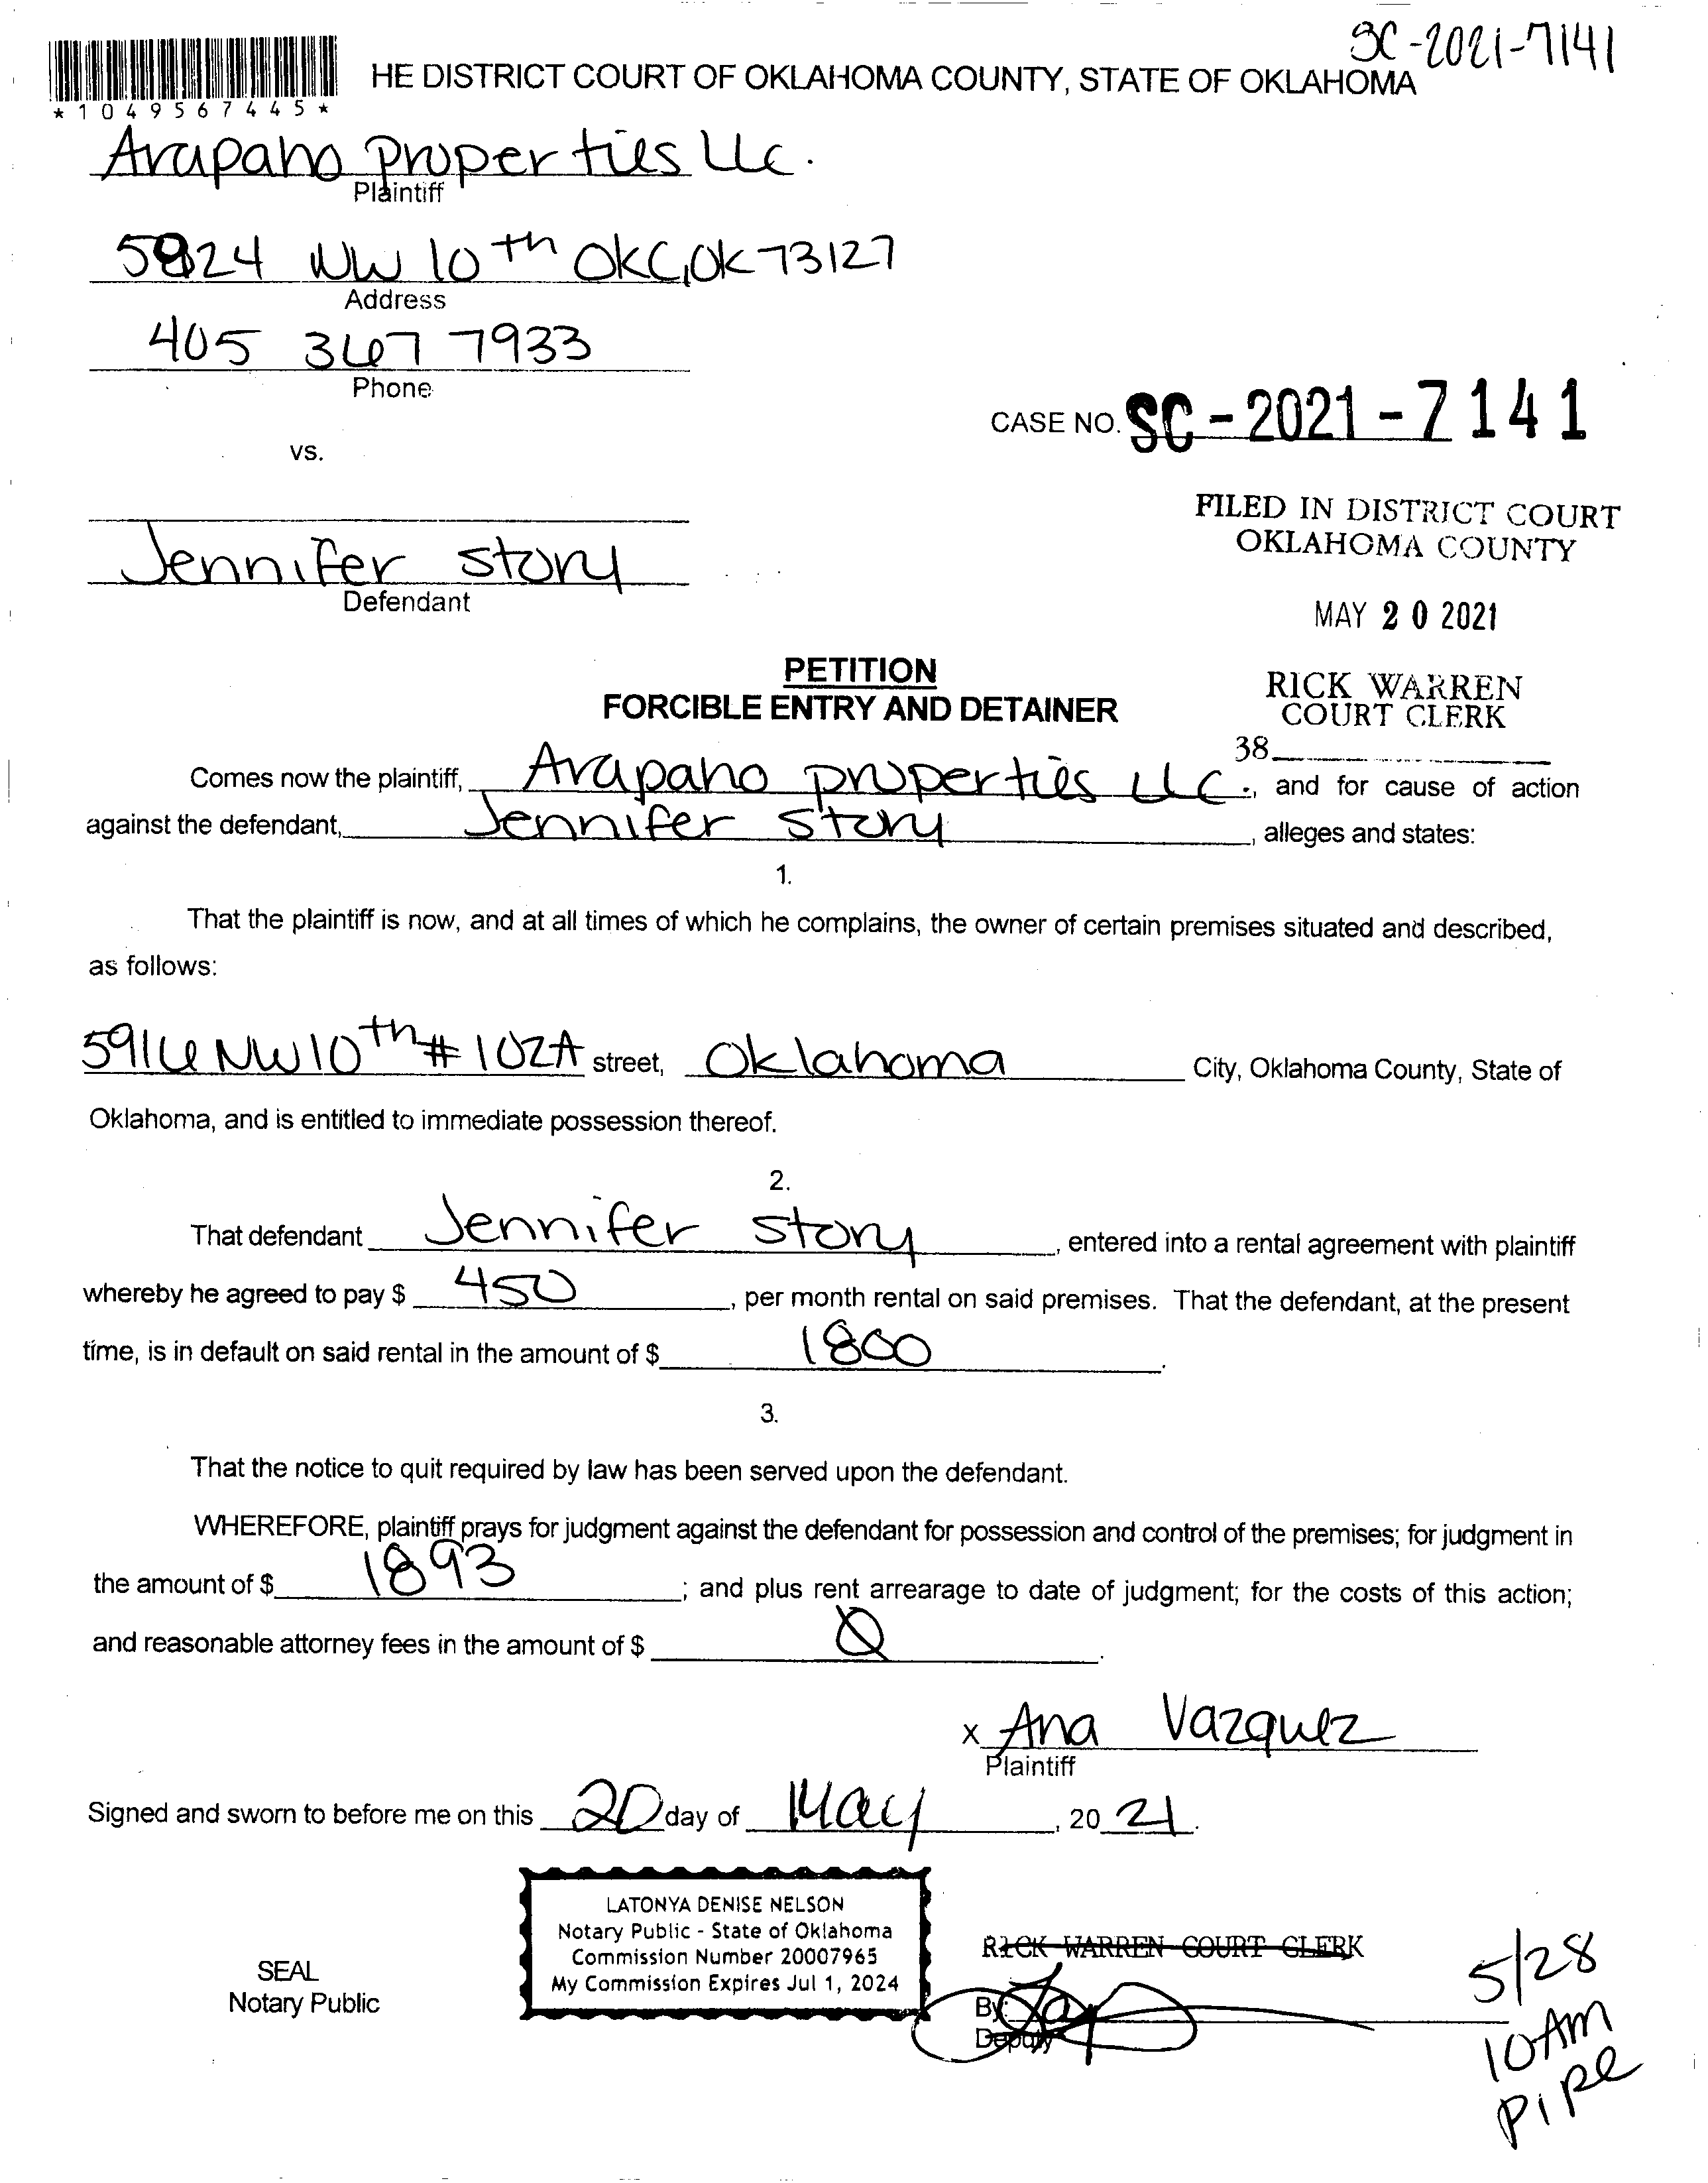 SC-2021-7141
HE DISTRICT COURT OF OKLAHOMA COUNTY, STATE OF OKLAHOMA
*1049567445*
Arapaho properties LLc.
Plaintiff
5924 NW 10th OKC, OK 73127
Address
405 367 7933
Phone
CASE NO. SC-2021-7141
vs.
FILED IN DISTRICT COURT
OKLAHOMA COUNTY
Jennifer story
Defendant
MAY 20 2021
PETITION
FORCIBLE ENTRY AND DETAINER
RICK WARREN
COURT CLERK
38
Comes now the plaintiff, Arapaho properties LLC., and for cause of action
against the defendant, Jennifer story, alleges and states:
1.
That the plaintiff is now, and at all times of which he complains, the owner of certain premises situated and described,
as follows:
5916 NW 10th # 102A street, Oklahoma City, Oklahoma County, State of
Oklahoma, and is entitled to immediate possession thereof.
2.
That defendant Jennifer story, entered into a rental agreement with plaintiff
whereby he agreed to pay $ 450, per month rental on said premises. That the defendant, at the present
time, is in default on said rental in the amount of $ 1800.
3.
That the notice to quit required by law has been served upon the defendant.
WHEREFORE, plaintiff prays for judgment against the defendant for possession and control of the premises; for judgment in
the amount of $ 1893; and plus rent arrearage to date of judgment; for the costs of this action;
and reasonable attorney fees in the amount of $ 0.
x Ana Vazquez
Plaintiff
Signed and sworn to before me on this 20 day of May, 20 21.
LATONYA DENISE NELSON
Notary Public - State of Oklahoma
Commission Number 20007965
My Commission Expires Jul 1, 2024
SEAL
Notary Public
RICK WARREN COURT CLERK
By:
Deputy
5/28
10 AM
PIPE